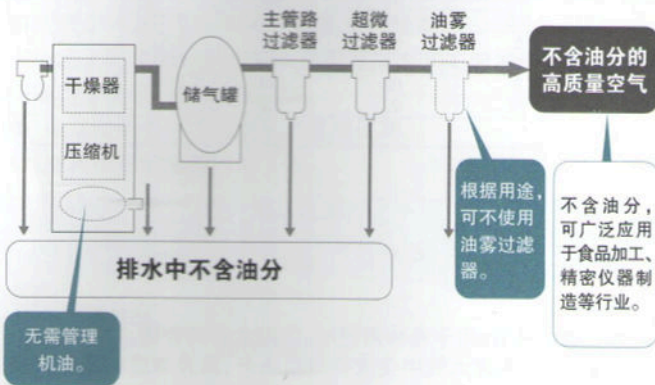 主管路
过滤器
超微
过滤器
油雾
过滤器
不含油分的
高质量空气
干燥器
储气罐
压缩机
根据用途，
可不使用
油雾过滤
器。
不含油分，
可广泛应用
于食品加工、
精密仪器制
造等行业。
排水中不含油分
无需管理
机油。